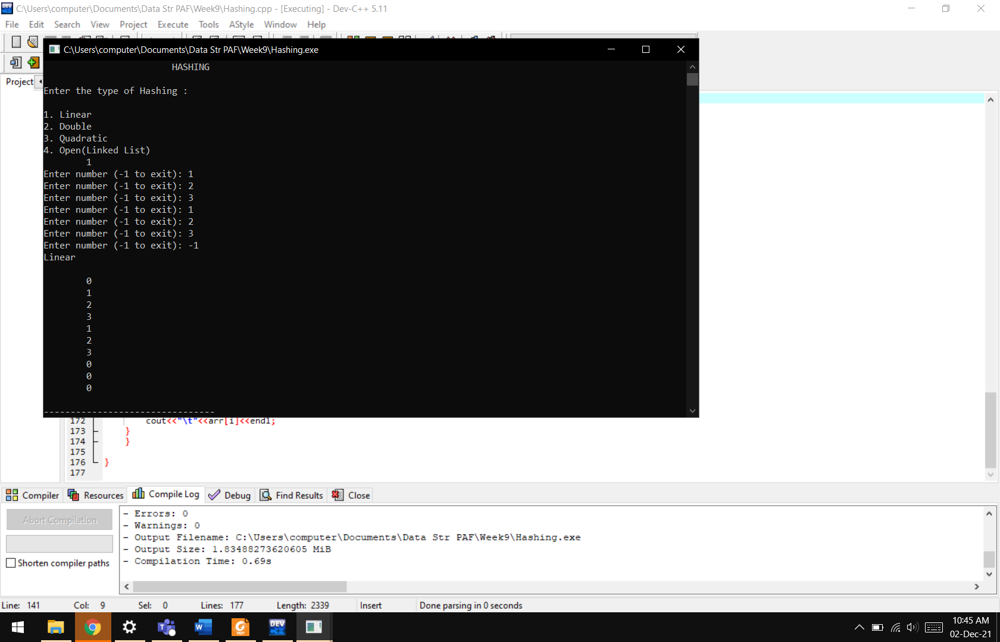 C:\Users\computer\Documents\Data Str PAF\Week9\Hashing.cpp - [Executing] - Dev-C++ 5.11
File Edit Search View Project Execute Tools AStyle Window Help
C:\Users\computer\Documents\Data Str PAF\Week9\Hashing.exe
Project
HASHING
Enter the type of Hashing :
1. Linear
2. Double
3. Quadratic
4. Open(Linked List)
1
Enter number (-1 to exit): 1
Enter number (-1 to exit): 2
Enter number (-1 to exit): 3
Enter number (-1 to exit): 1
Enter number (-1 to exit): 2
Enter number (-1 to exit): 3
Enter number (-1 to exit): -1
Linear
0
1
2
3
1
2
3
0
0
0
--------------------------------
172 cout<<"\t"<<arr[i]<<endl;
173 }
174 }
175
176 }
177
Compiler Resources Compile Log Debug Find Results Close
Abort Compilation
Shorten compiler paths
- Errors: 0
- Warnings: 0
- Output Filename: C:\Users\computer\Documents\Data Str PAF\Week9\Hashing.exe
- Output Size: 1.83488273620605 MiB
- Compilation Time: 0.69s
Line: 141 Col: 9 Sel: 0 Lines: 177 Length: 2339 Insert Done parsing in 0 seconds
10:45 AM
02-Dec-21